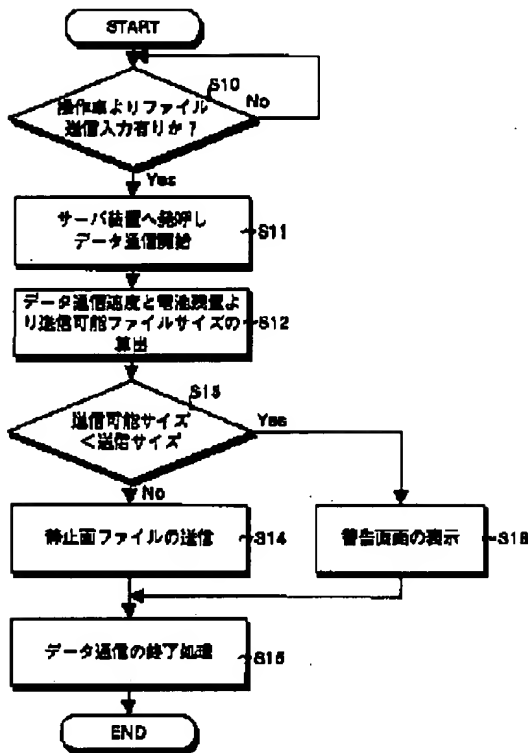 START
S10
操作車よりファイル
送信入力有りか？
No
Yes
サーバ装置へ発呼し
データ通信開始
S11
データ通信速度と電池残量よ
り送信可能ファイルサイズの
算出
S12
S13
送信可能サイズ
＜送信サイズ
Yes
No
静止画ファイルの送信
S14
警告画面の表示
S16
データ通信の終了処理
S15
END